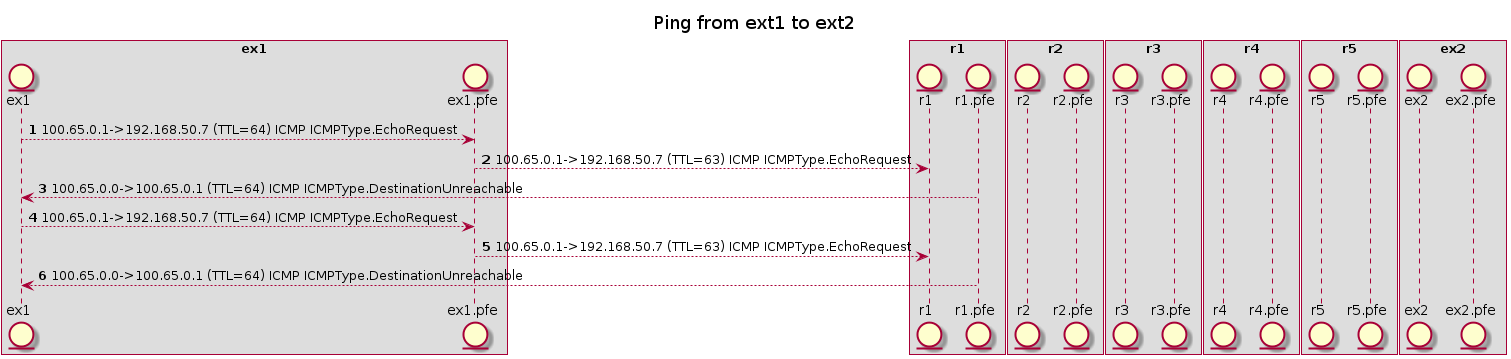 Ping from ext1 to ext2
ex1 r1 r2 r3 r4 r5 ex2
ex1 ex1.pfe r1 r1.pfe r2 r2.pfe r3 r3.pfe r4 r4.pfe r5 r5.pfe ex2 ex2.pfe
1 100.65.0.1->192.168.50.7 (TTL=64) ICMP ICMPType.EchoRequest
2 100.65.0.1->192.168.50.7 (TTL=63) ICMP ICMPType.EchoRequest
3 100.65.0.0->100.65.0.1 (TTL=64) ICMP ICMPType.DestinationUnreachable
4 100.65.0.1->192.168.50.7 (TTL=64) ICMP ICMPType.EchoRequest
5 100.65.0.1->192.168.50.7 (TTL=63) ICMP ICMPType.EchoRequest
6 100.65.0.0->100.65.0.1 (TTL=64) ICMP ICMPType.DestinationUnreachable
ex1 ex1.pfe r1 r1.pfe r2 r2.pfe r3 r3.pfe r4 r4.pfe r5 r5.pfe ex2 ex2.pfe